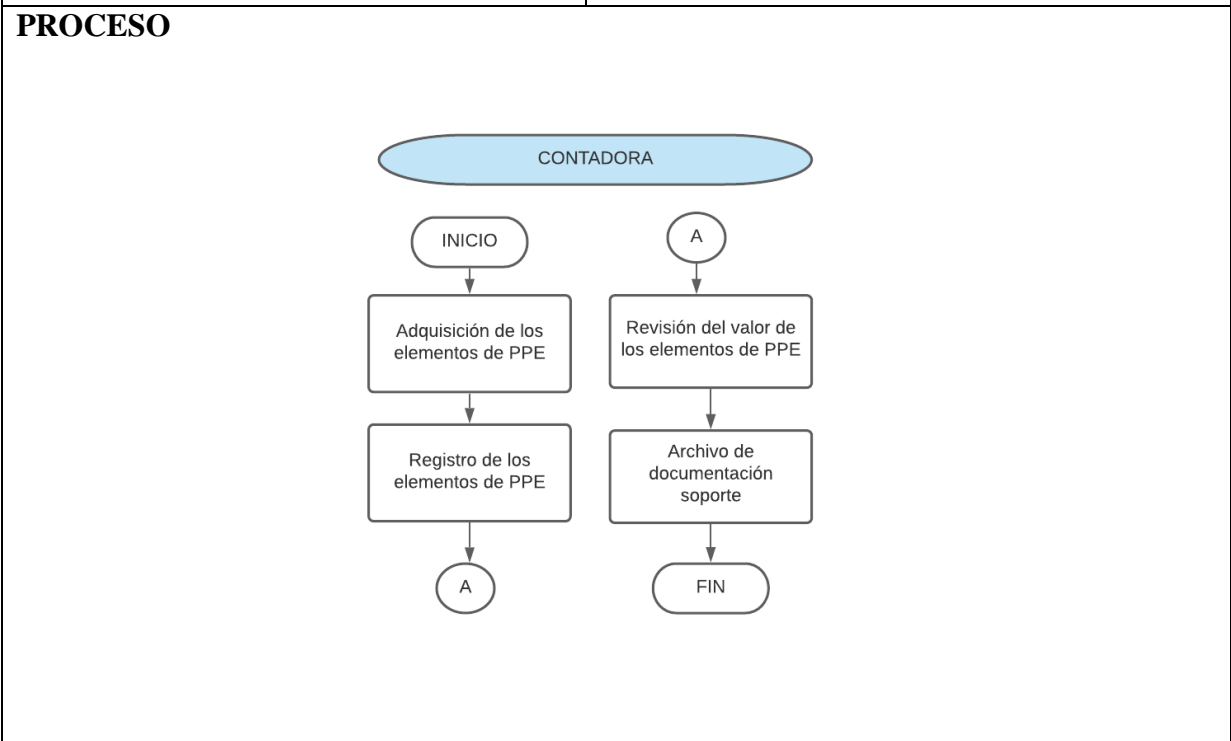 PROCESO
CONTADORA
INICIO
Adquisición de los
elementos de PPE
Registro de los
elementos de PPE
A
A
Revisión del valor de
los elementos de PPE
Archivo de
documentación
soporte
FIN